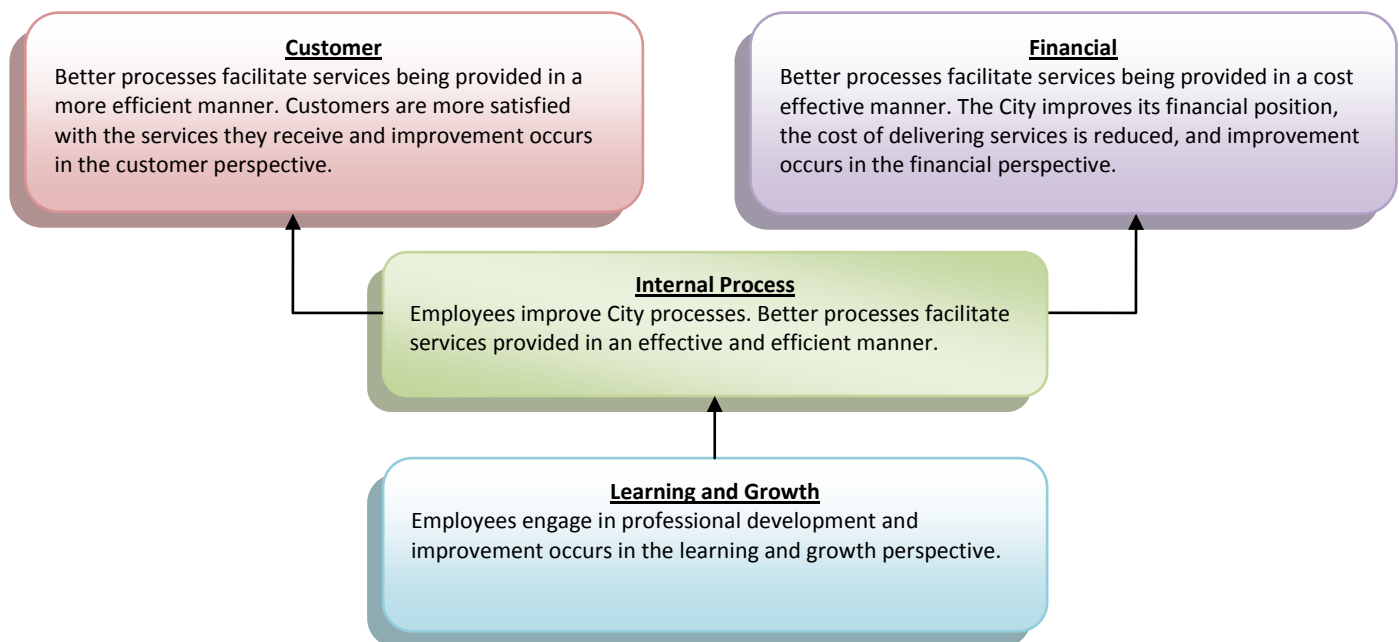 Customer
Better processes facilitate services being provided in a
more efficient manner. Customers are more satisfied
with the services they receive and improvement occurs
in the customer perspective.
Financial
Better processes facilitate services being provided in a cost
effective manner. The City improves its financial position,
the cost of delivering services is reduced, and improvement
occurs in the financial perspective.
Internal Process
Employees improve City processes. Better processes facilitate
services provided in an effective and efficient manner.
Learning and Growth
Employees engage in professional development and
improvement occurs in the learning and growth perspective.